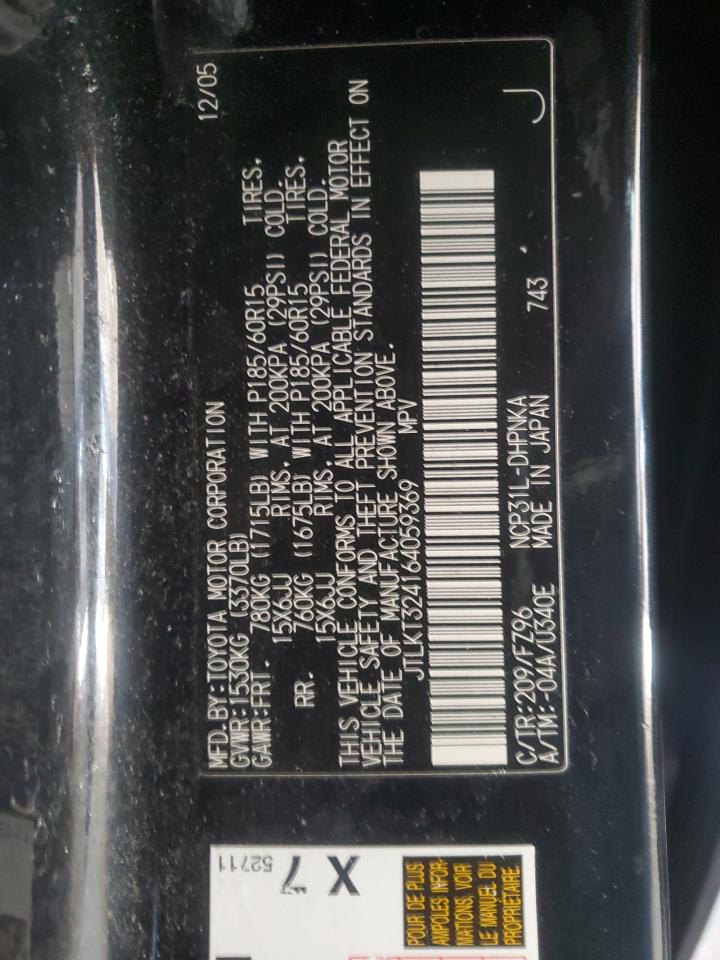 MFD.BY:TOYOTA MOTOR CORPORATION 12/05
GVWR:1530KG (3370LB)
GAWR:FRT. 780KG (1715LB) WITH P185/60R15 TIRES.
15X6JJ RIMS, AT 200KPA (29PSI) COLD.
RR. 760KG (1675LB) WITH P185/60R15 TIRES.
15X6JJ RIMS, AT 200KPA (29PSI) COLD.
THIS VEHICLE CONFORMS TO ALL APPLICABLE FEDERAL MOTOR
VEHICLE SAFETY AND THEFT PREVENTION STANDARDS IN EFFECT ON
THE DATE OF MANUFACTURE SHOWN ABOVE.
JTLKT324164059369 MPV
C/TR:209/FZ96 NCP31L-DHPNKA
A/TM:-04A/U340E MADE IN JAPAN 743 J
52711
X 7
POUR DE PLUS
AMPLES INFOR-
MATIONS, VOIR
LE MANUEL DU
PROPRIÉTAIRE.